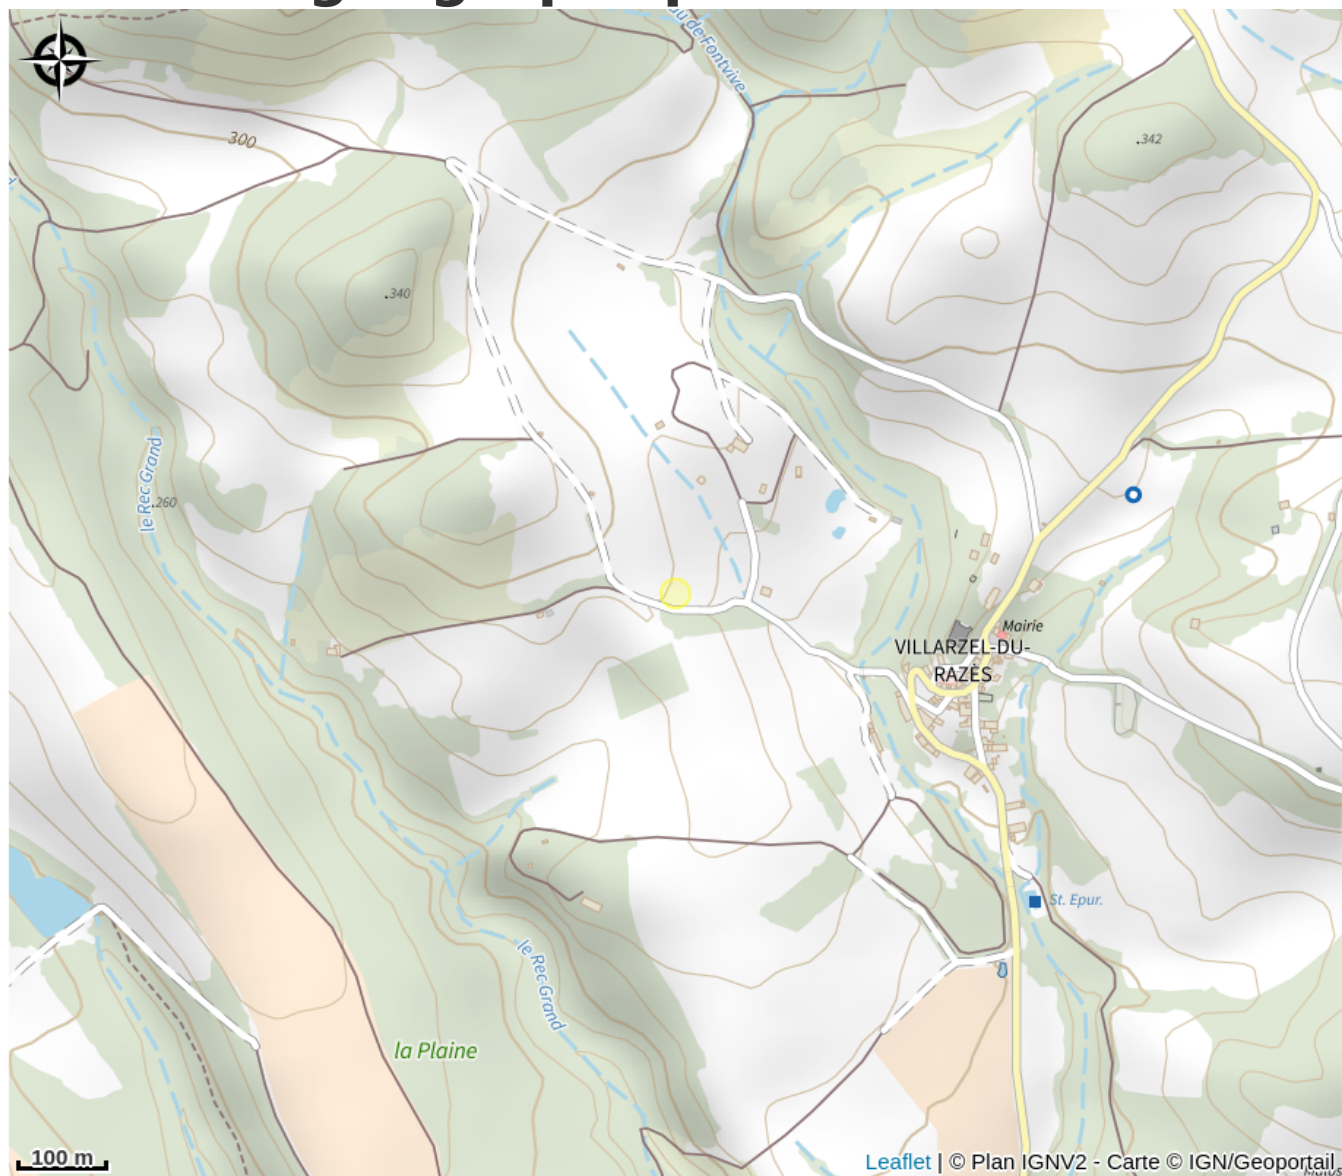 u de Fontvive
300
.342
.340
le Rec Grand
.260
Mairie
VILLARZEL-DU-
RAZÈS
St. Epur.
le Rec Grand
la Plaine
100 m
Leaflet | © Plan IGNV2 - Carte © IGN/Geoportail